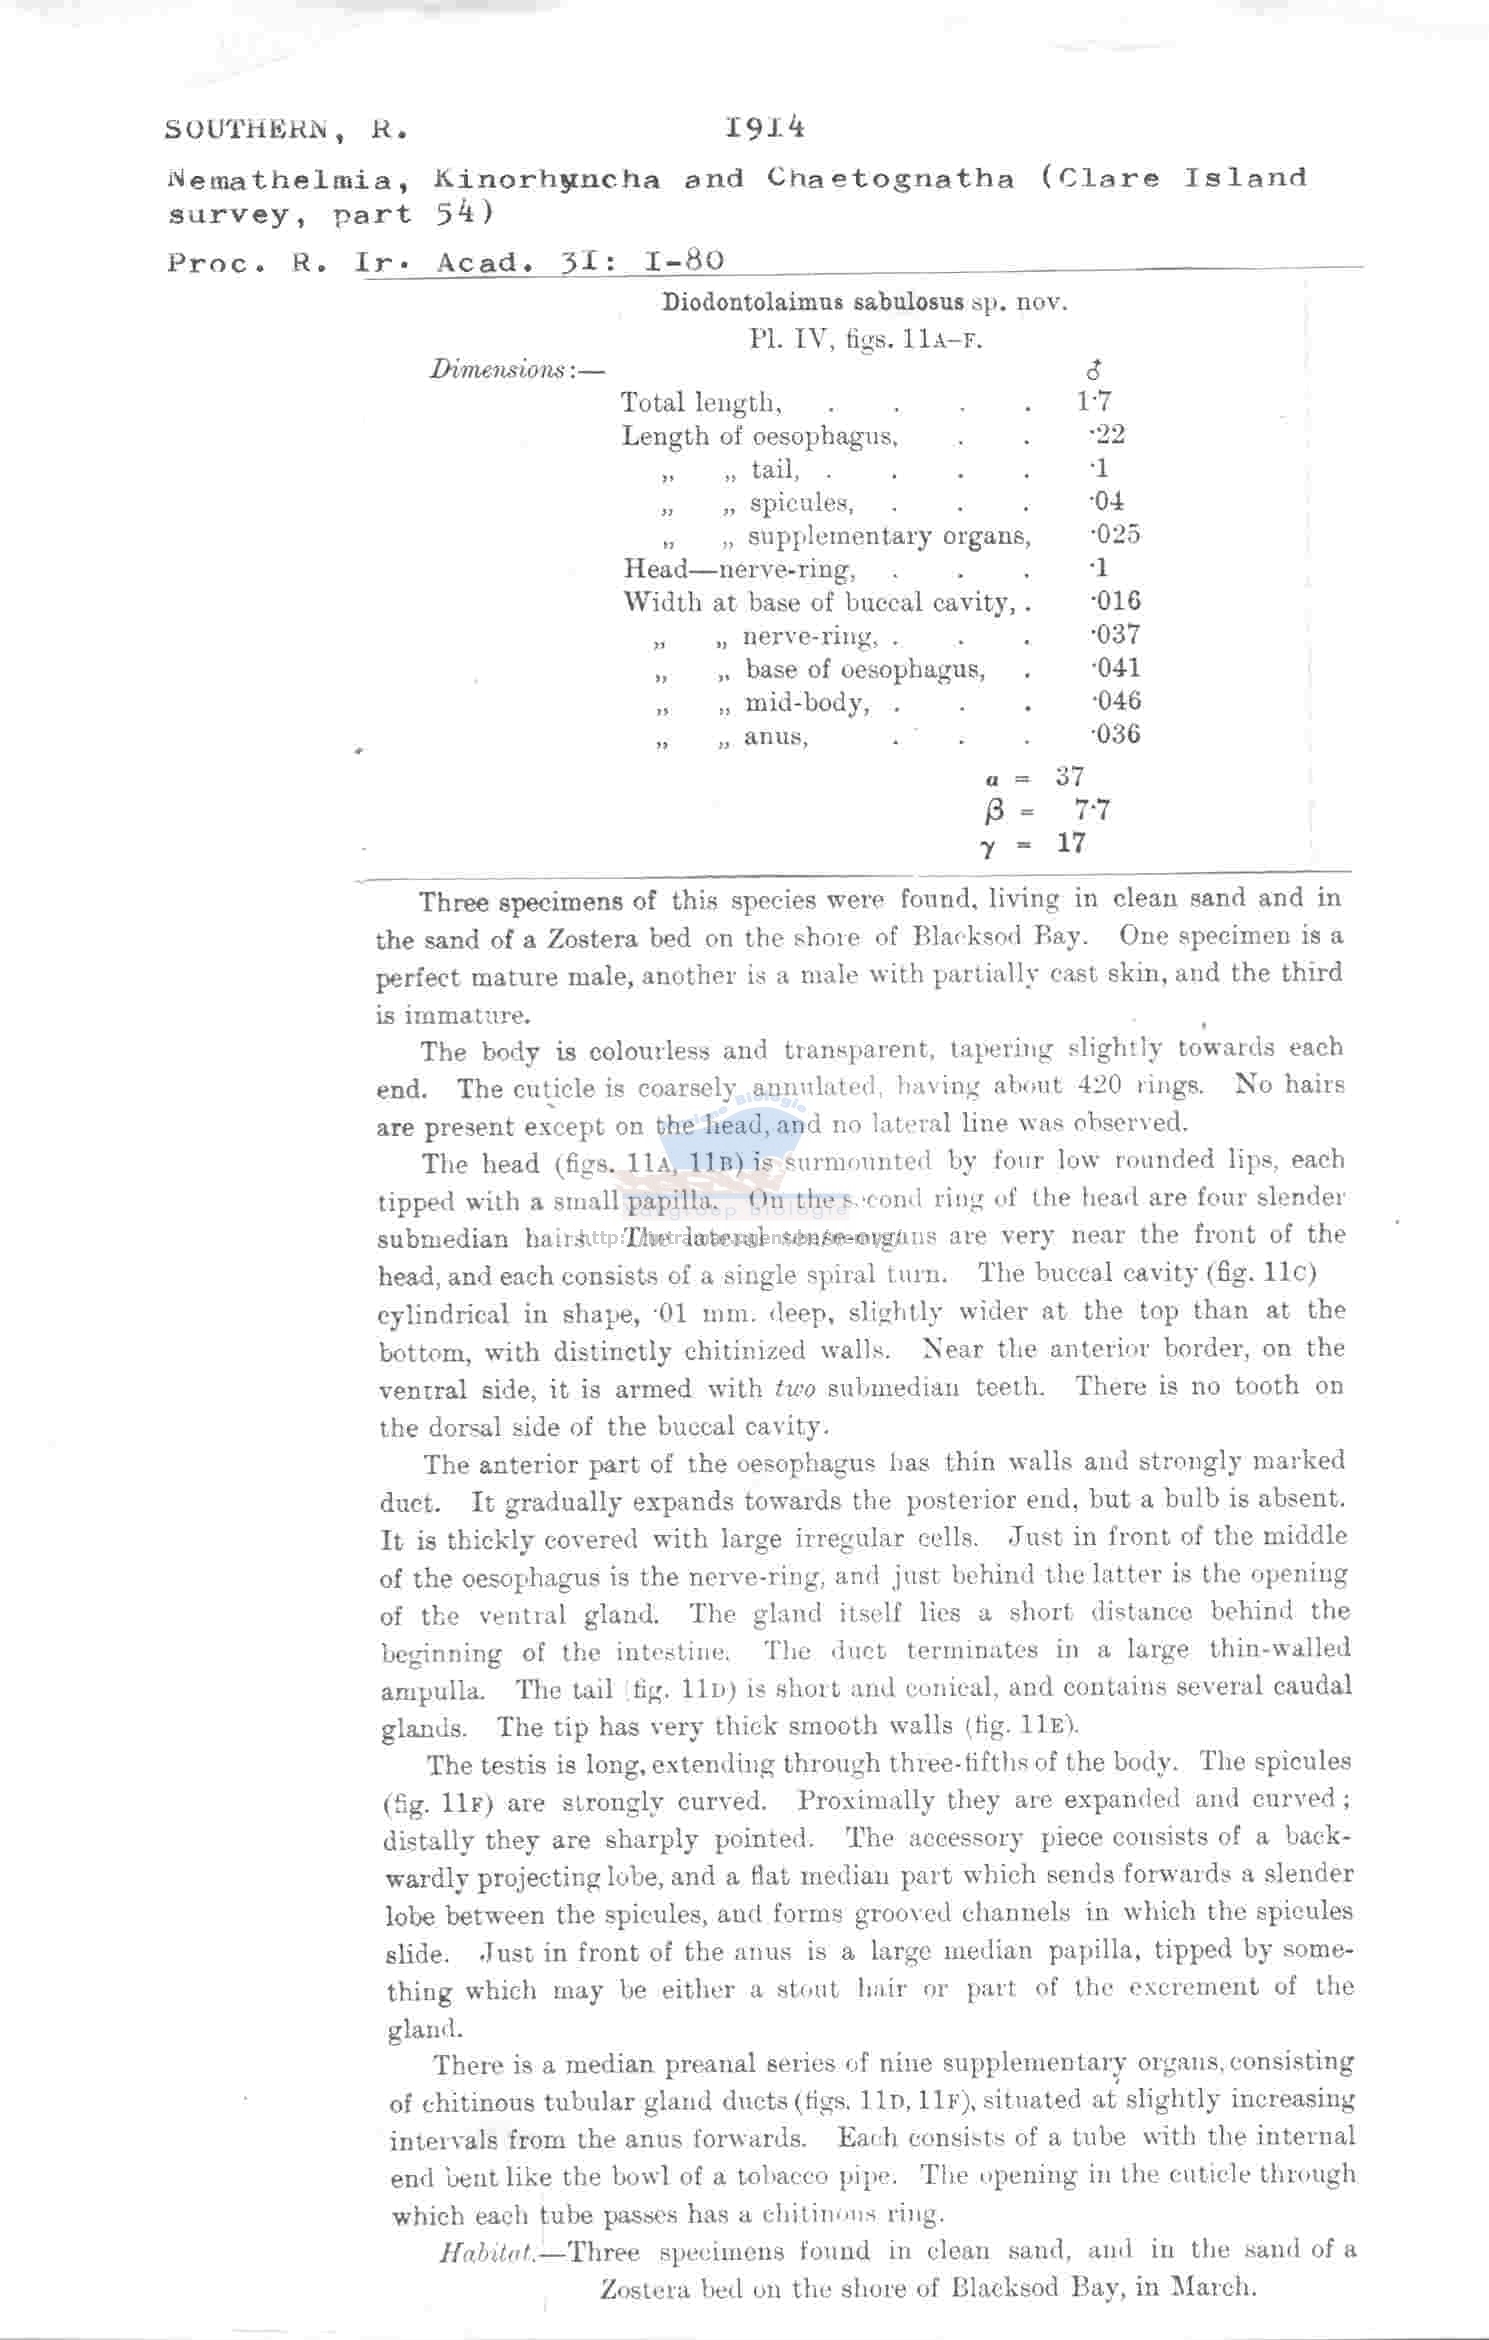 SOUTHERN, R. 1914
Nemathelmia, Kinorhyncha and Chaetognatha (Clare Island
survey, part 54)
Proc. R. Ir. Acad. 3I: I-80
Diodontolaimus sabulosus sp. nov.
Pl. IV, figs. 11A–F.
Dimensions:— ♂
Total length, . . . . 1·7
Length of oesophagus, . . ·22
„ „ tail, . . . . ·1
„ „ spicules, . . . ·04
„ „ supplementary organs, ·025
Head—nerve-ring, . . . ·1
Width at base of buccal cavity, . ·016
„ „ nerve-ring, . . . ·037
„ „ base of oesophagus, . ·041
„ „ mid-body, . . . ·046
„ „ anus, . . . ·036
α = 37
β = 7·7
γ = 17
Three specimens of this species were found, living in clean sand and in
the sand of a Zostera bed on the shore of Blacksod Bay. One specimen is a
perfect mature male, another is a male with partially cast skin, and the third
is immature.
The body is colourless and transparent, tapering slightly towards each
end. The cuticle is coarsely annulated, having about 420 rings. No hairs
are present except on the head, and no lateral line was observed.
The head (figs. 11A, 11B) is surmounted by four low rounded lips, each
tipped with a small papilla. On the second ring of the head are four slender
submedian hairs. The lateral sense-organs are very near the front of the
head, and each consists of a single spiral turn. The buccal cavity (fig. 11C)
cylindrical in shape, ·01 mm. deep, slightly wider at the top than at the
bottom, with distinctly chitinized walls. Near the anterior border, on the
ventral side, it is armed with two submedian teeth. There is no tooth on
the dorsal side of the buccal cavity.
The anterior part of the oesophagus has thin walls and strongly marked
duct. It gradually expands towards the posterior end, but a bulb is absent.
It is thickly covered with large irregular cells. Just in front of the middle
of the oesophagus is the nerve-ring, and just behind the latter is the opening
of the ventral gland. The gland itself lies a short distance behind the
beginning of the intestine. The duct terminates in a large thin-walled
ampulla. The tail (fig. 11D) is short and conical, and contains several caudal
glands. The tip has very thick smooth walls (fig. 11E).
The testis is long, extending through three-fifths of the body. The spicules
(fig. 11F) are strongly curved. Proximally they are expanded and curved;
distally they are sharply pointed. The accessory piece consists of a back-
wardly projecting lobe, and a flat median part which sends forwards a slender
lobe between the spicules, and forms grooved channels in which the spicules
slide. Just in front of the anus is a large median papilla, tipped by some-
thing which may be either a stout hair or part of the excrement of the
gland.
There is a median preanal series of nine supplementary organs, consisting
of chitinous tubular gland ducts (figs. 11D, 11F), situated at slightly increasing
intervals from the anus forwards. Each consists of a tube with the internal
end bent like the bowl of a tobacco pipe. The opening in the cuticle through
which each tube passes has a chitinous ring.
Habitat.—Three specimens found in clean sand, and in the sand of a
Zostera bed on the shore of Blacksod Bay, in March.